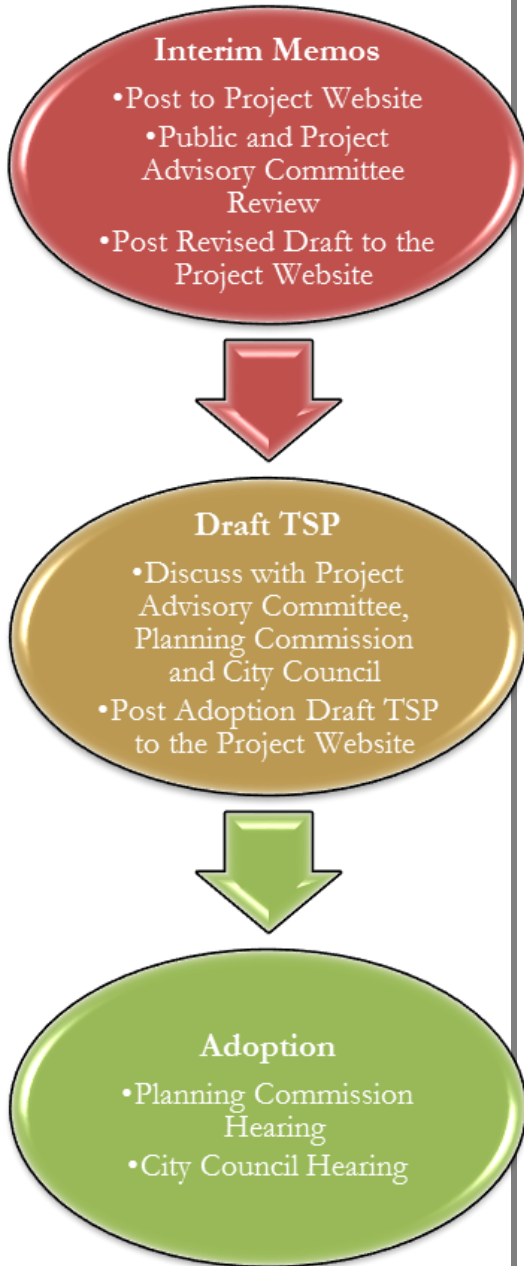 Interim Memos
•Post to Project Website
•Public and Project
Advisory Committee
Review
•Post Revised Draft to the
Project Website
Draft TSP
•Discuss with Project
Advisory Committee,
Planning Commission
and City Council
•Post Adoption Draft TSP
to the Project Website
Adoption
•Planning Commission
Hearing
•City Council Hearing